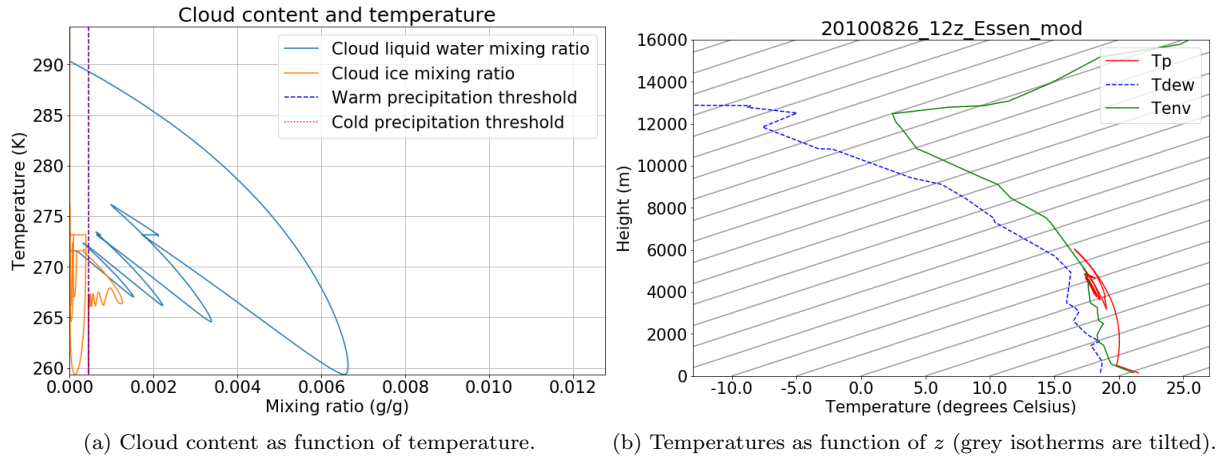 Cloud content and temperature
Cloud liquid water mixing ratio
Cloud ice mixing ratio
Warm precipitation threshold
Cold precipitation threshold
Temperature (K)
290
285
280
275
270
265
260
0.000
0.002
0.004
0.006
0.008
0.010
0.012
Mixing ratio (g/g)
(a) Cloud content as function of temperature.
20100826_12z_Essen_mod
Tp
Tdew
Tenv
Height (m)
16000
14000
12000
10000
8000
6000
4000
2000
0
-10.0
-5.0
0.0
5.0
10.0
15.0
20.0
25.0
Temperature (degrees Celsius)
(b) Temperatures as function of z (grey isotherms are tilted).